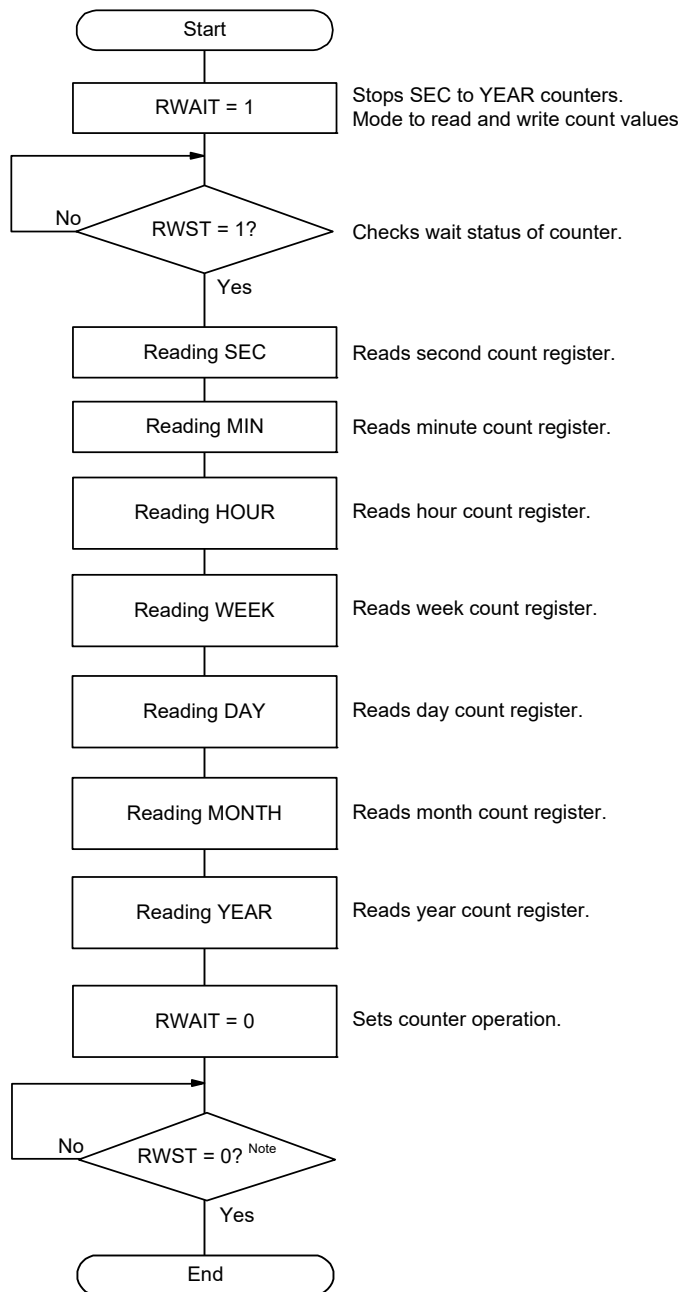 Start
RWAIT = 1
Stops SEC to YEAR counters.
Mode to read and write count values
No
RWST = 1?
Checks wait status of counter.
Yes
Reading SEC
Reads second count register.
Reading MIN
Reads minute count register.
Reading HOUR
Reads hour count register.
Reading WEEK
Reads week count register.
Reading DAY
Reads day count register.
Reading MONTH
Reads month count register.
Reading YEAR
Reads year count register.
RWAIT = 0
Sets counter operation.
No
RWST = 0? Note
Yes
End